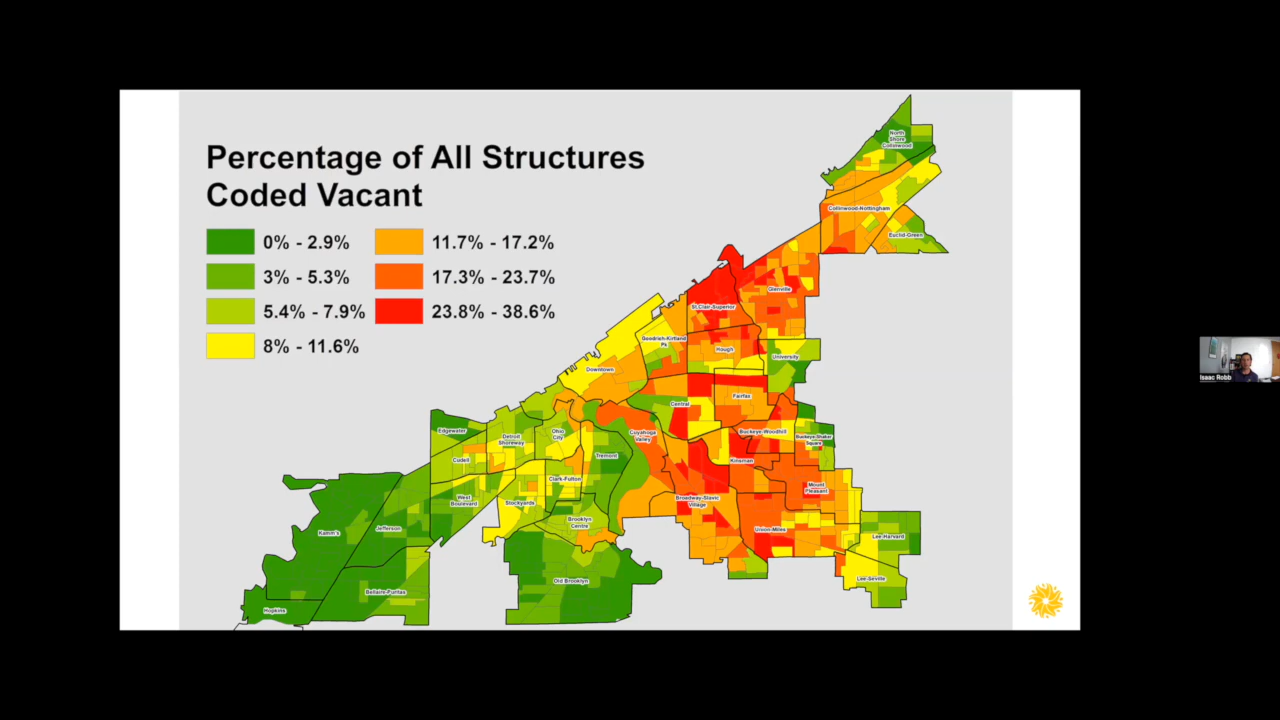 Percentage of All Structures
Coded Vacant
0% - 2.9%
3% - 5.3%
5.4% - 7.9%
8% - 11.6%
11.7% - 17.2%
17.3% - 23.7%
23.8% - 38.6%
North
Shore
Collinwood
Collinwood-Nottingham
Euclid-Green
Glenville
St.Clair-Superior
Goodrich-Kirtland
Pk
Hough
University
Downtown
Fairfax
Central
Buckeye-Woodhill
Buckeye-Shaker
Square
Cuyahoga
Valley
Kinsman
Edgewater
Detroit
Shoreway
Ohio
City
Tremont
Cudell
Clark-Fulton
West
Boulevard
Stockyards
Brooklyn
Centre
Mount
Pleasant
Broadway-Slavic
Village
Union-Miles
Lee-Harvard
Lee-Seville
Kamm's
Jefferson
Old Brooklyn
Bellaire-Puritas
Hopkins
Isaac Robb